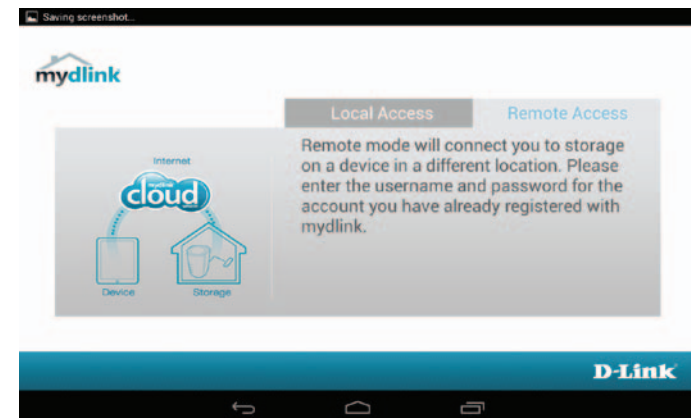 Saving screenshot...
mydlink
Local Access
Remote Access
Remote mode will connect you to storage
on a device in a different location. Please
enter the username and password for the
account you have already registered with
mydlink.
Internet
mydlink
cloud
Device
Storage
D-Link